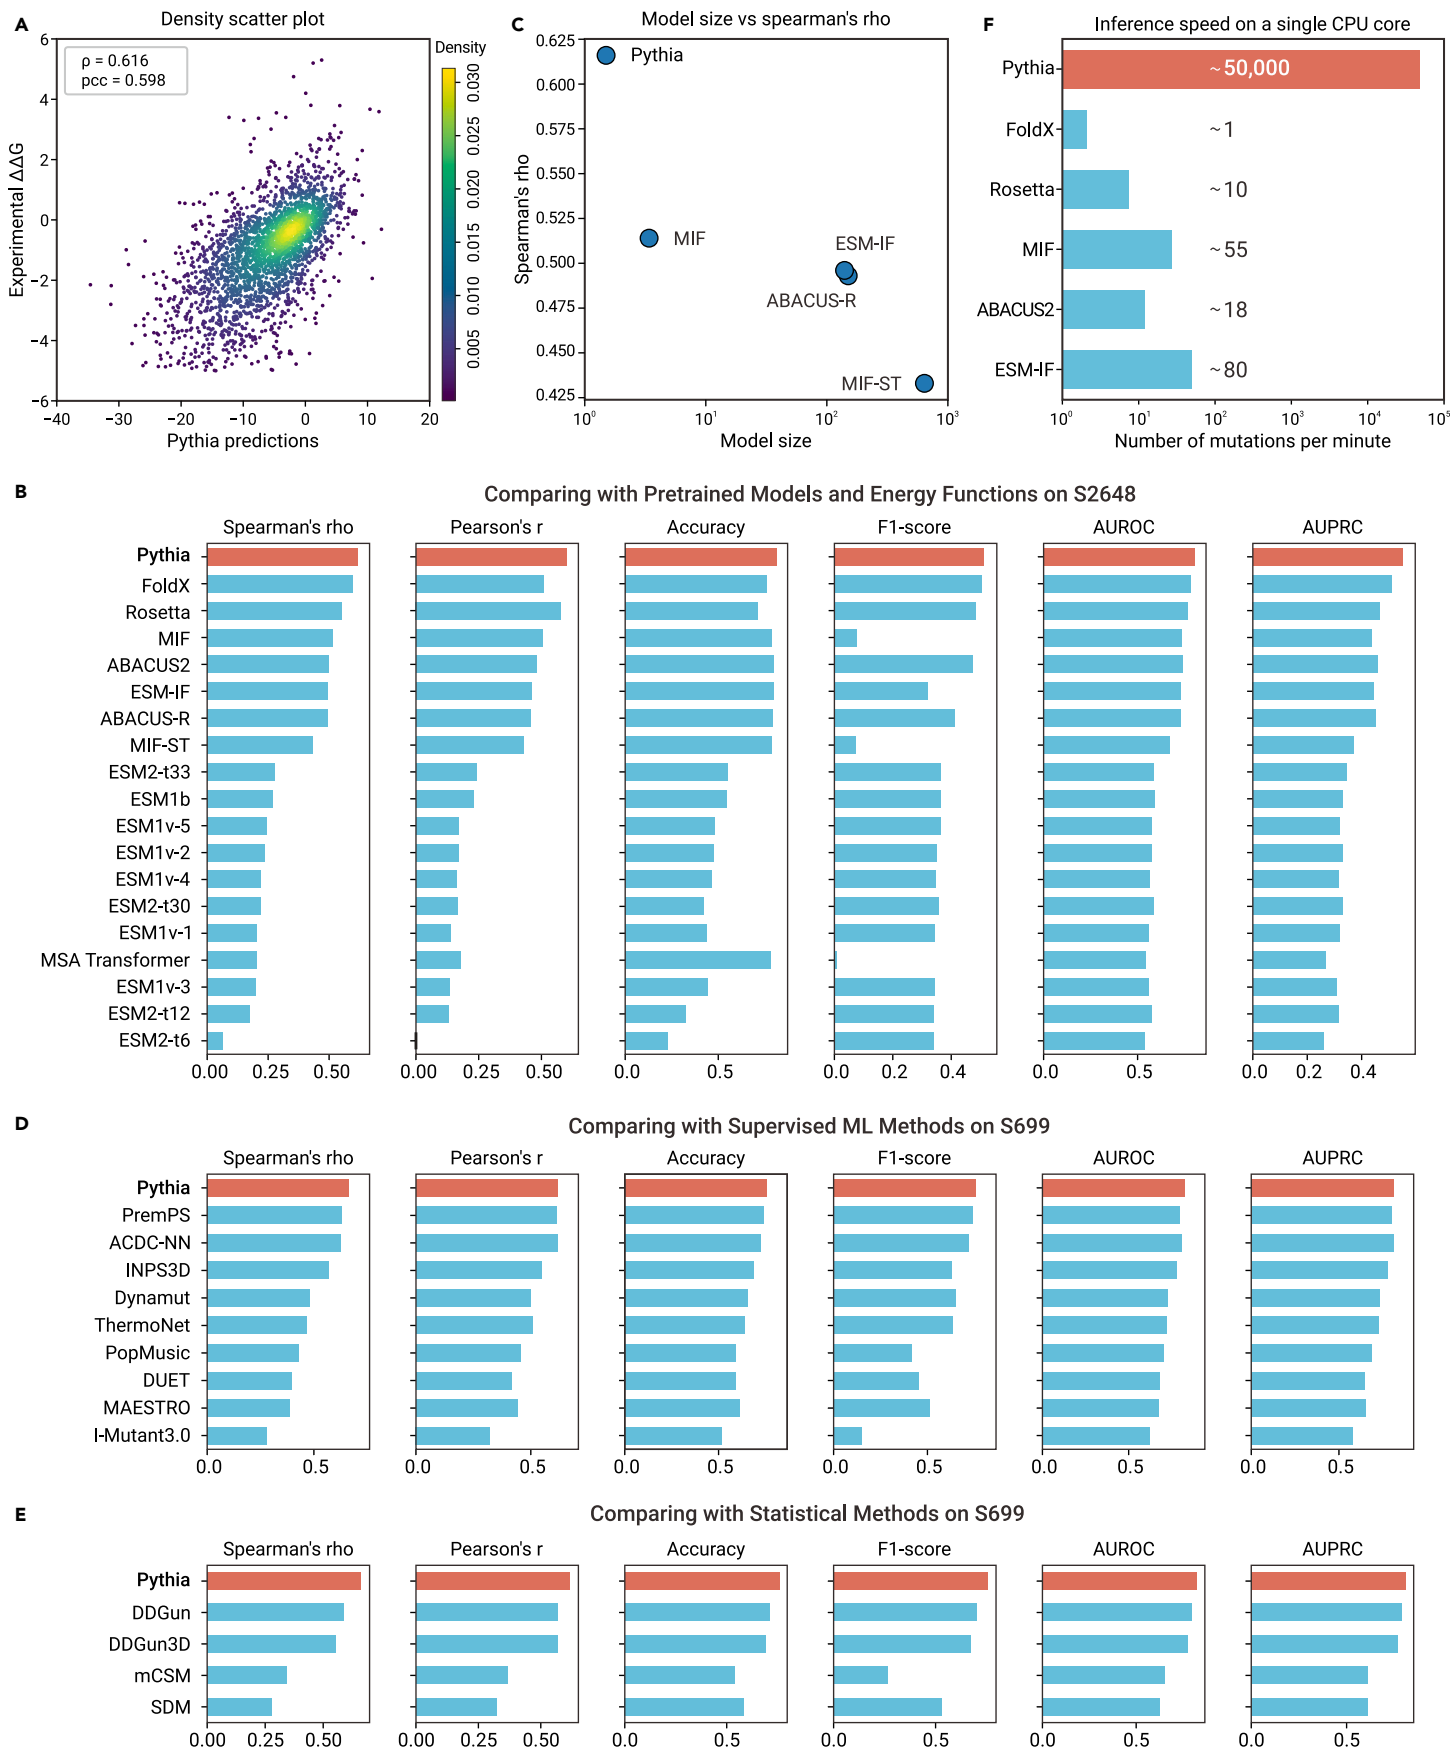 A
Density scatter plot
ρ = 0.616
pcc = 0.598
Experimental ΔΔG
6
4
2
0
−2
−4
−6
−40 −30 −20 −10 0 10 20
Pythia predictions
Density
0.030
0.025
0.020
0.015
0.010
0.005
C
Model size vs spearman's rho
Spearman's rho
0.625
0.600
0.575
0.550
0.525
0.500
0.475
0.450
0.425
Pythia
MIF
ESM-IF
ABACUS-R
MIF-ST
10⁰ 10¹ 10² 10³
Model size
F
Inference speed on a single CPU core
Pythia ~ 50,000
FoldX ~ 1
Rosetta ~ 10
MIF ~ 55
ABACUS2 ~ 18
ESM-IF ~ 80
10⁰ 10¹ 10² 10³ 10⁴ 10⁵
Number of mutations per minute
B
Comparing with Pretrained Models and Energy Functions on S2648
Spearman's rho Pearson's r Accuracy F1-score AUROC AUPRC
Pythia
FoldX
Rosetta
MIF
ABACUS2
ESM-IF
ABACUS-R
MIF-ST
ESM2-t33
ESM1b
ESM1v-5
ESM1v-2
ESM1v-4
ESM2-t30
ESM1v-1
MSA Transformer
ESM1v-3
ESM2-t12
ESM2-t6
0.00 0.25 0.50 0.00 0.25 0.50 0.0 0.5 0.0 0.2 0.4 0.0 0.5 0.0 0.2 0.4
D
Comparing with Supervised ML Methods on S699
Spearman's rho Pearson's r Accuracy F1-score AUROC AUPRC
Pythia
PremPS
ACDC-NN
INPS3D
Dynamut
ThermoNet
PopMusic
DUET
MAESTRO
I-Mutant3.0
0.0 0.5 0.0 0.5 0.0 0.5 0.0 0.5 0.0 0.5 0.0 0.5
E
Comparing with Statistical Methods on S699
Spearman's rho Pearson's r Accuracy F1-score AUROC AUPRC
Pythia
DDGun
DDGun3D
mCSM
SDM
0.00 0.25 0.50 0.00 0.25 0.50 0.0 0.5 0.0 0.5 0.0 0.5 0.0 0.5